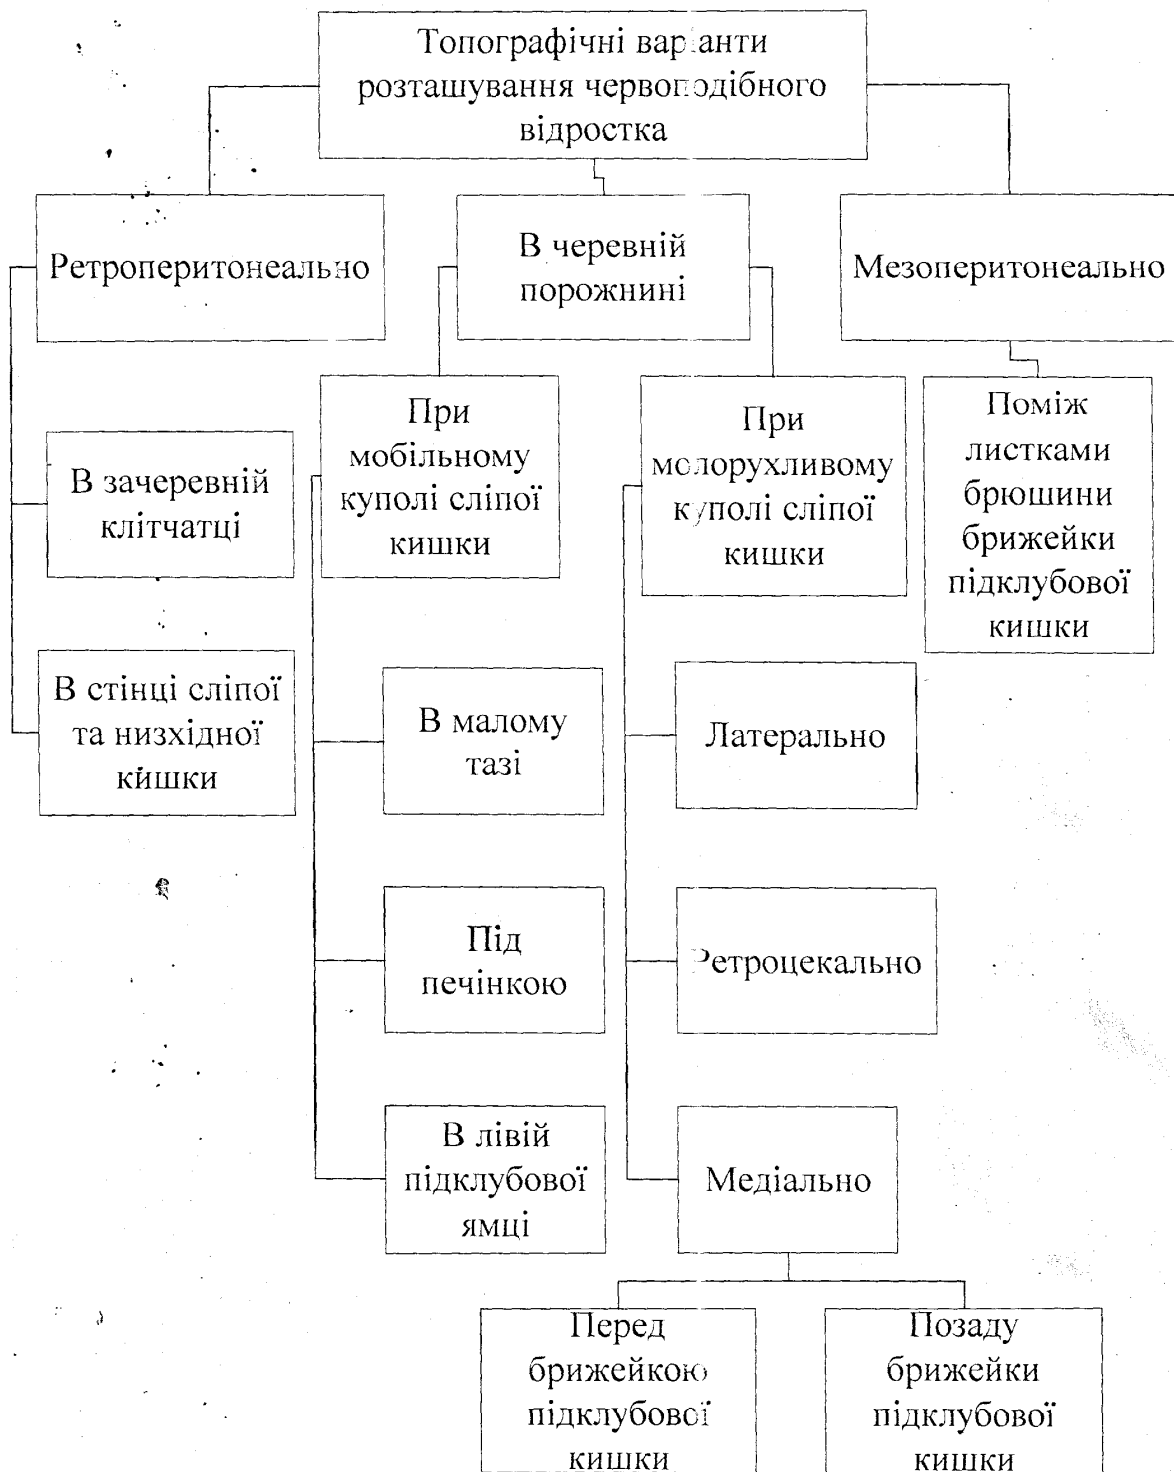 Топографічні варіанти
розташування червоподібного
відростка
Ретроперитонеально
В черевній
порожнині
Мезоперитонеально
В зачеревній
клітчатці
В стінці сліпої
та низхідної
кишки
При
мобільному
куполі сліпої
кишки
В малому
тазі
Під
печінкою
В лівій
підклубової
ямці
При
малорухливому
куполі сліпої
кишки
Латерально
Ретроцекально
Медіально
Перед
брижейкою
підклубової
кишки
Позаду
брижейки
підклубової
кишки
Поміж
листками
брюшини
брижейки
підклубової
кишки